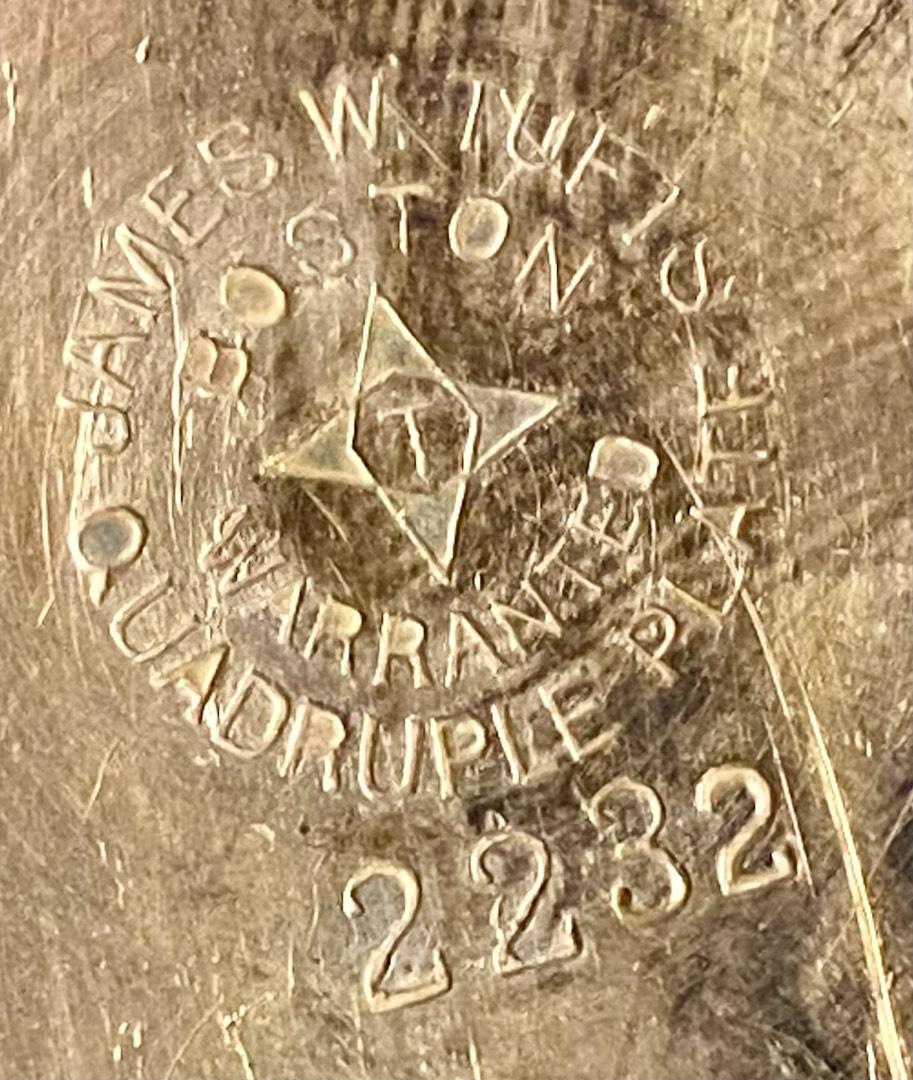 JAMES W. TUFTS.
BOSTON
T
WARRANTED
QUADRUPLE PLATE
2232